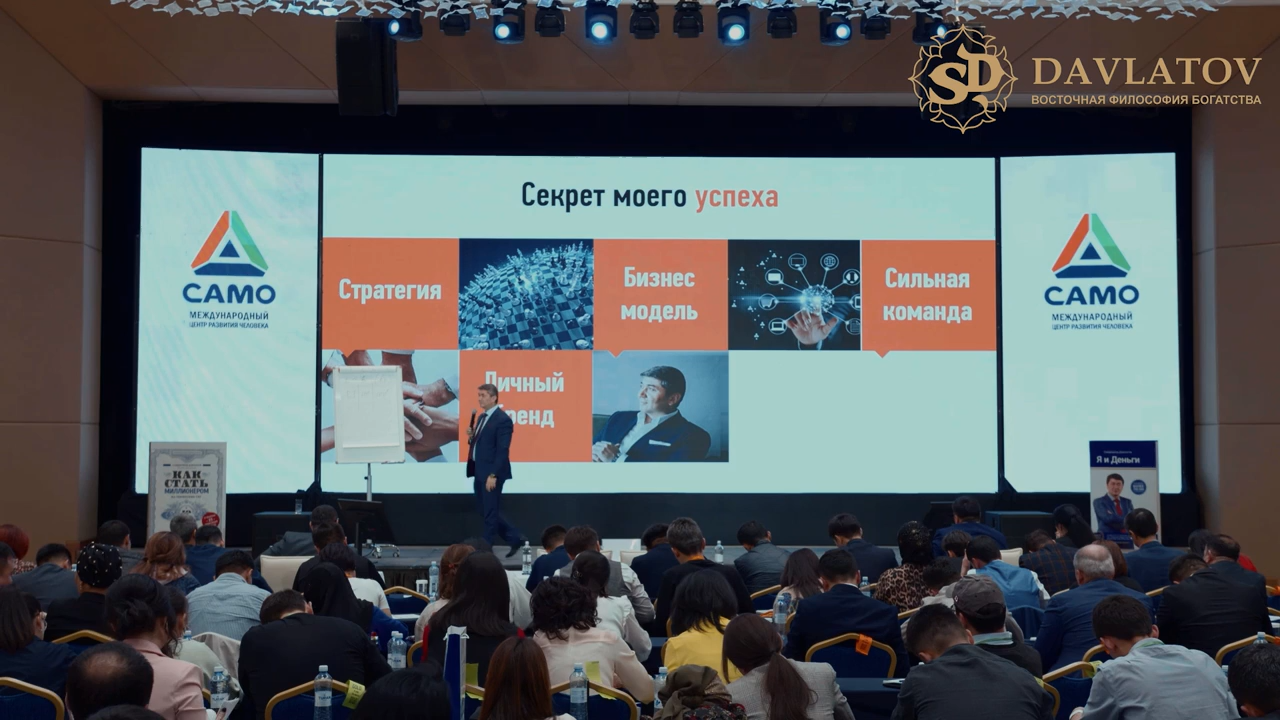 SD DAVLATOV
ВОСТОЧНАЯ ФИЛОСОФИЯ БОГАТСТВА
Секрет моего успеха
Стратегия
Бизнес
модель
Сильная
команда
Личный
бренд
САМО
МЕЖДУНАРОДНЫЙ
ЦЕНТР РАЗВИТИЯ ЧЕЛОВЕКА
САМО
МЕЖДУНАРОДНЫЙ
ЦЕНТР РАЗВИТИЯ ЧЕЛОВЕКА
КАК
СТАТЬ
МИЛЛИОНЕРОМ
Я и Деньги